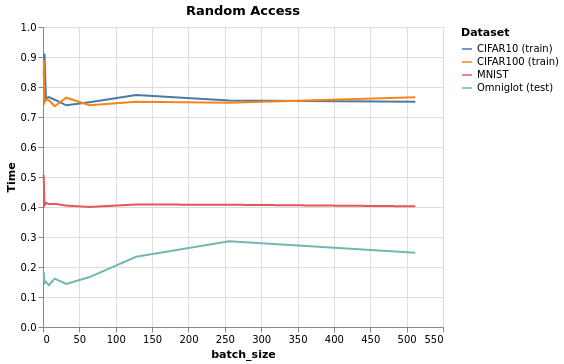 Random Access
1.0
0.9
0.8
0.7
0.6
0.5
0.4
0.3
0.2
0.1
0.0
Time
0 50 100 150 200 250 300 350 400 450 500 550
batch_size
Dataset
CIFAR10 (train)
CIFAR100 (train)
MNIST
Omniglot (test)